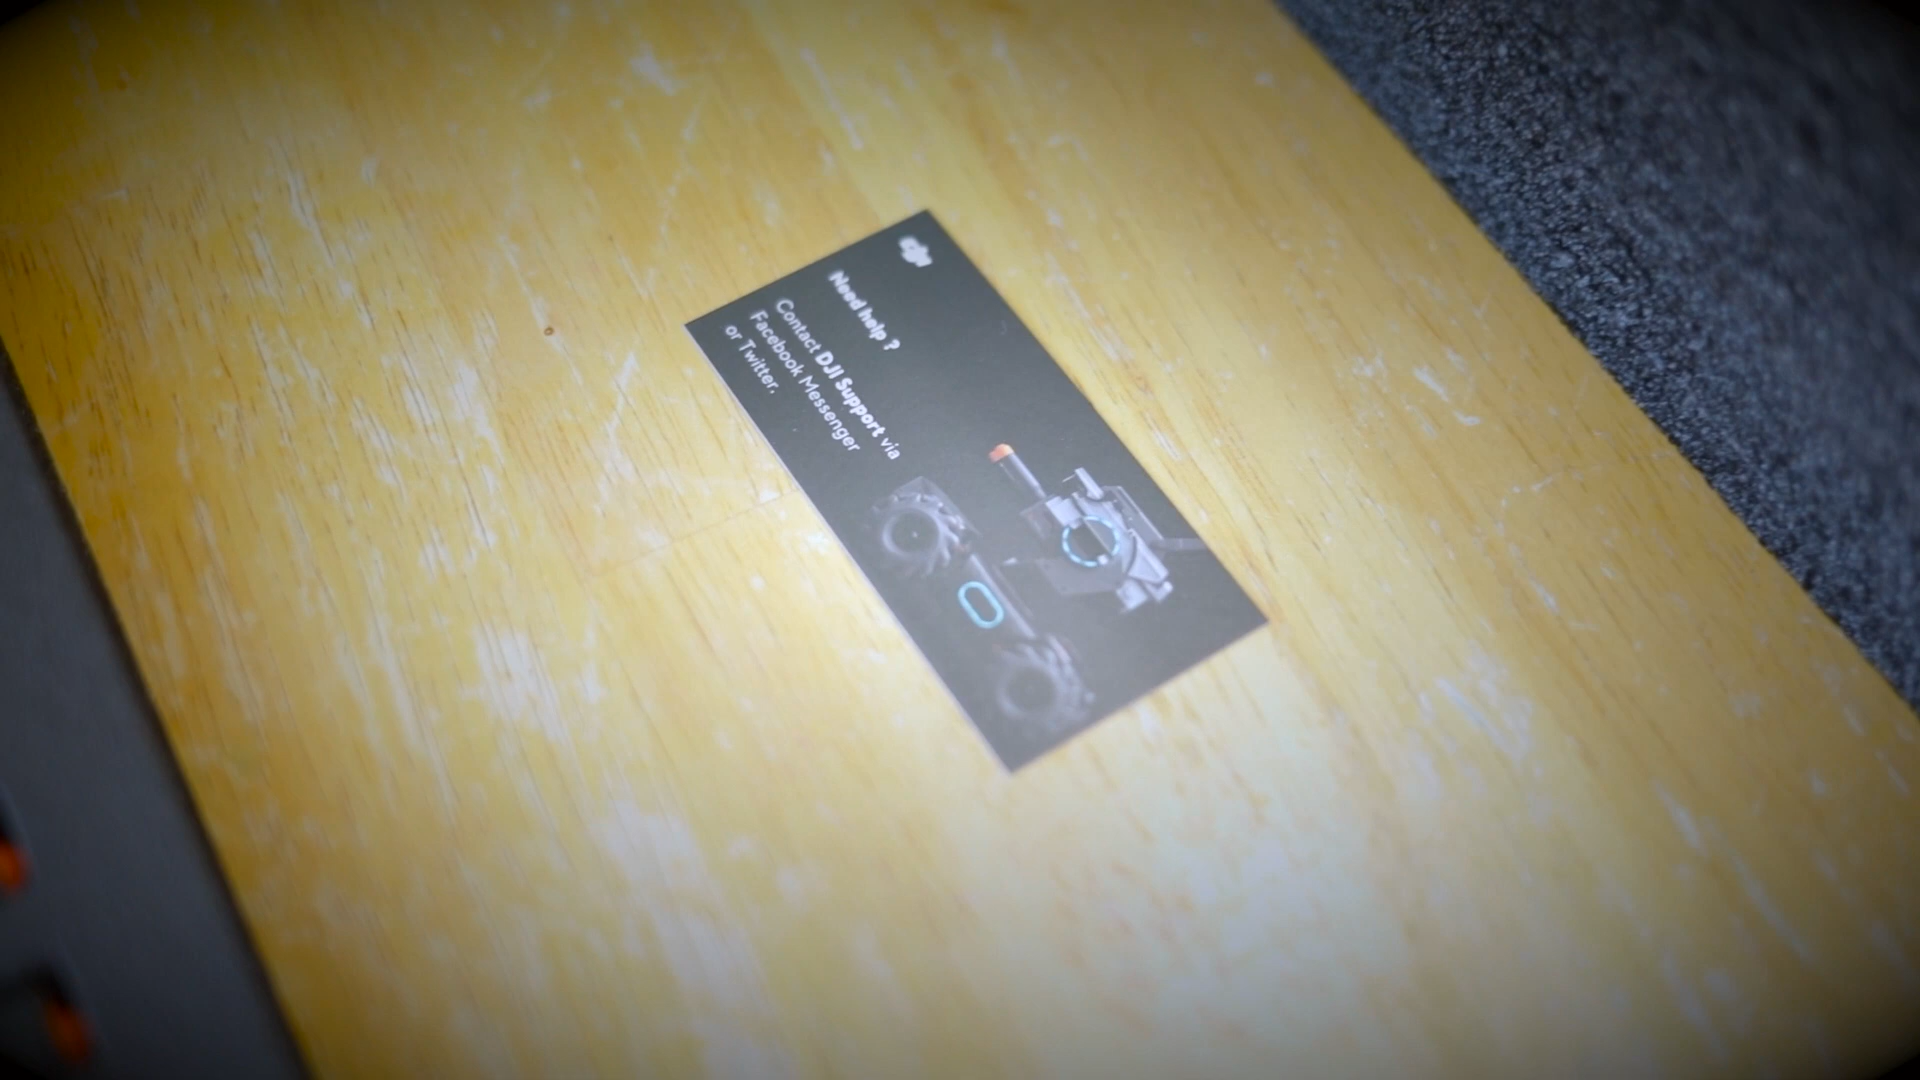 dji
Need help ?
Contact DJI Support via
Facebook Messenger
or Twitter.